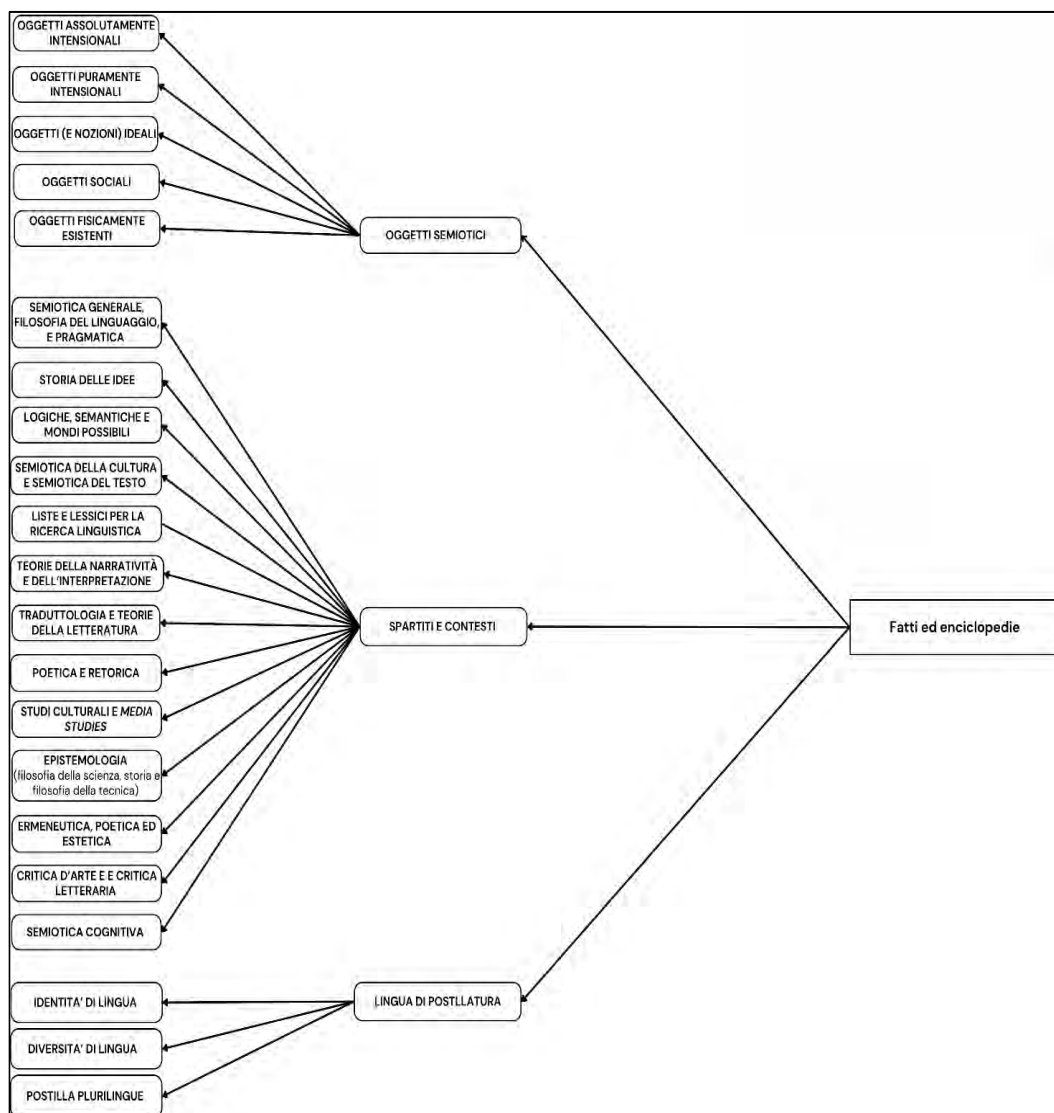 OGGETTI ASSOLUTAMENTE
INTENSIONALI
OGGETTI PURAMENTE
INTENSIONALI
OGGETTI (E NOZIONI) IDEALI
OGGETTI SOCIALI
OGGETTI FISICAMENTE
ESISTENTI
OGGETTI SEMIOTICI
SEMIOTICA GENERALE,
FILOSOFIA DEL LINGUAGGIO,
E PRAGMATICA
STORIA DELLE IDEE
LOGICHE, SEMANTICHE E
MONDI POSSIBILI
SEMIOTICA DELLA CULTURA
E SEMIOTICA DEL TESTO
LISTE E LESSICI PER LA
RICERCA LINGUISTICA
TEORIE DELLA NARRATIVITÀ
E DELL'INTERPRETAZIONE
TRADUTTOLOGIA E TEORIE
DELLA LETTERATURA
POETICA E RETORICA
STUDI CULTURALI E MEDIA
STUDIES
EPISTEMOLOGIA
(filosofia della scienza, storia e
filosofia della tecnica)
ERMENEUTICA, POETICA ED
ESTETICA
CRITICA D'ARTE E E CRITICA
LETTERARIA
SEMIOTICA COGNITIVA
SPARTITI E CONTESTI
Fatti ed enciclopedie
IDENTITA' DI LINGUA
DIVERSITA' DI LINGUA
POSTILLA PLURILINGUE
LINGUA DI POSTLLATURA